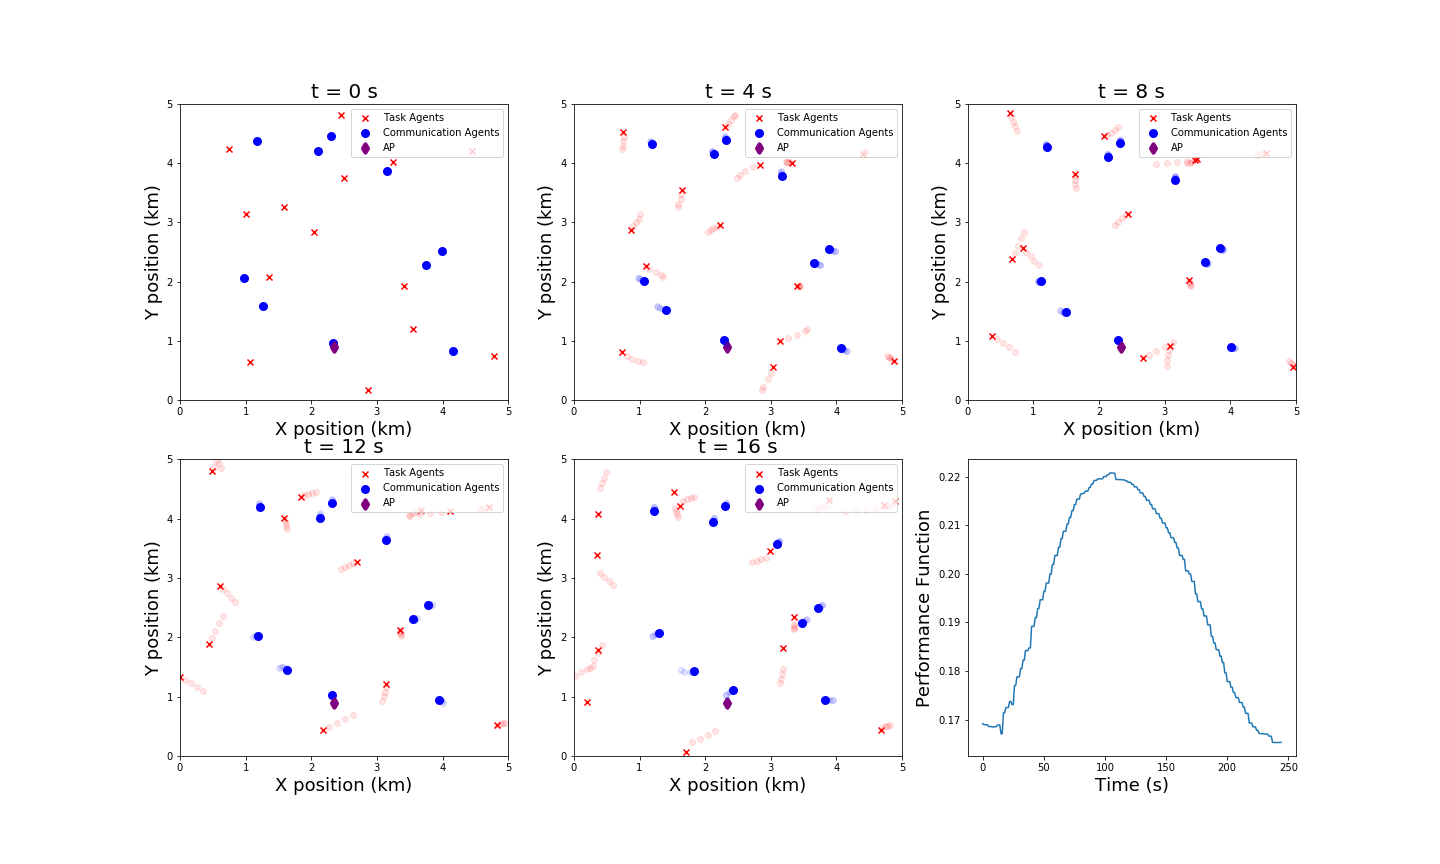 t = 0 s
5
4
3
2
1
0
Y position (km)
Task Agents
Communication Agents
AP
0 1 2 3 4 5
X position (km)
t = 4 s
5
4
3
2
1
0
Y position (km)
Task Agents
Communication Agents
AP
0 1 2 3 4 5
X position (km)
t = 8 s
5
4
3
2
1
0
Y position (km)
Task Agents
Communication Agents
AP
0 1 2 3 4 5
X position (km)
t = 12 s
5
4
3
2
1
0
Y position (km)
Task Agents
Communication Agents
AP
0 1 2 3 4 5
X position (km)
t = 16 s
5
4
3
2
1
0
Y position (km)
Task Agents
Communication Agents
AP
0 1 2 3 4 5
X position (km)
0.22
0.21
0.20
0.19
0.18
0.17
Performance Function
0 50 100 150 200 250
Time (s)